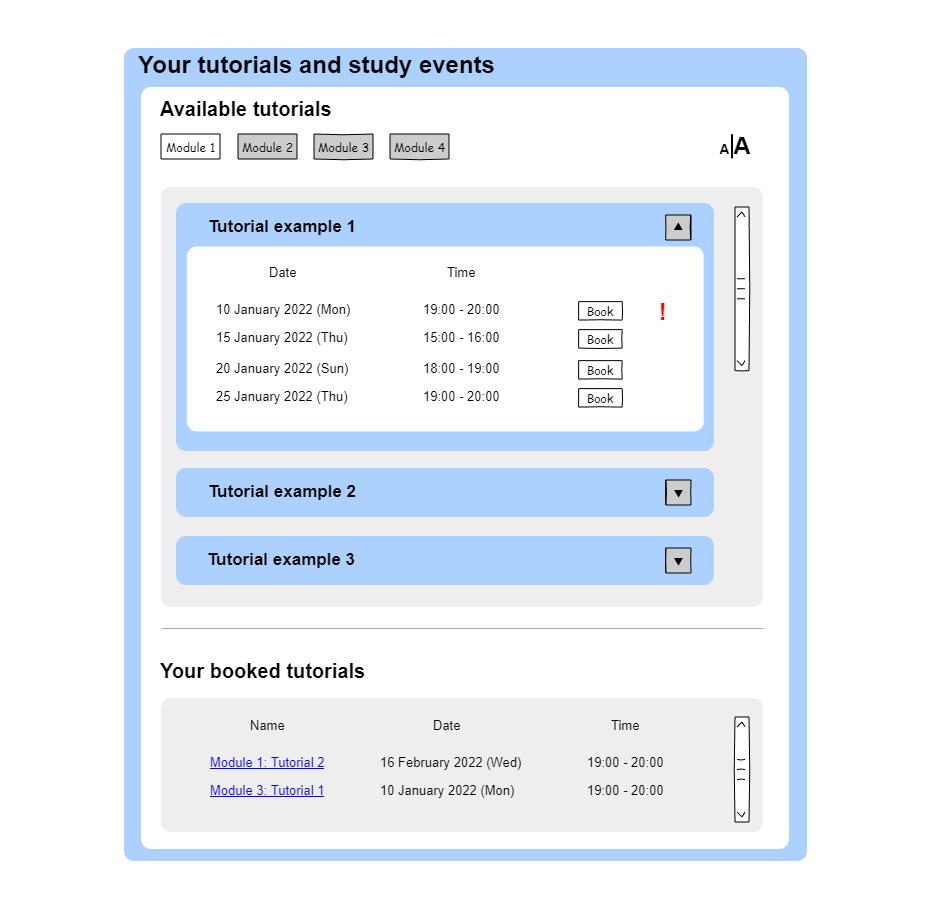 Your tutorials and study events
Available tutorials
Module 1 Module 2 Module 3 Module 4
A|A
Tutorial example 1 ▲
Date Time
10 January 2022 (Mon) 19:00 - 20:00 Book !
15 January 2022 (Thu) 15:00 - 16:00 Book
20 January 2022 (Sun) 18:00 - 19:00 Book
25 January 2022 (Thu) 19:00 - 20:00 Book
Tutorial example 2 ▼
Tutorial example 3 ▼
Your booked tutorials
Name Date Time
Module 1: Tutorial 2 16 February 2022 (Wed) 19:00 - 20:00
Module 3: Tutorial 1 10 January 2022 (Mon) 19:00 - 20:00